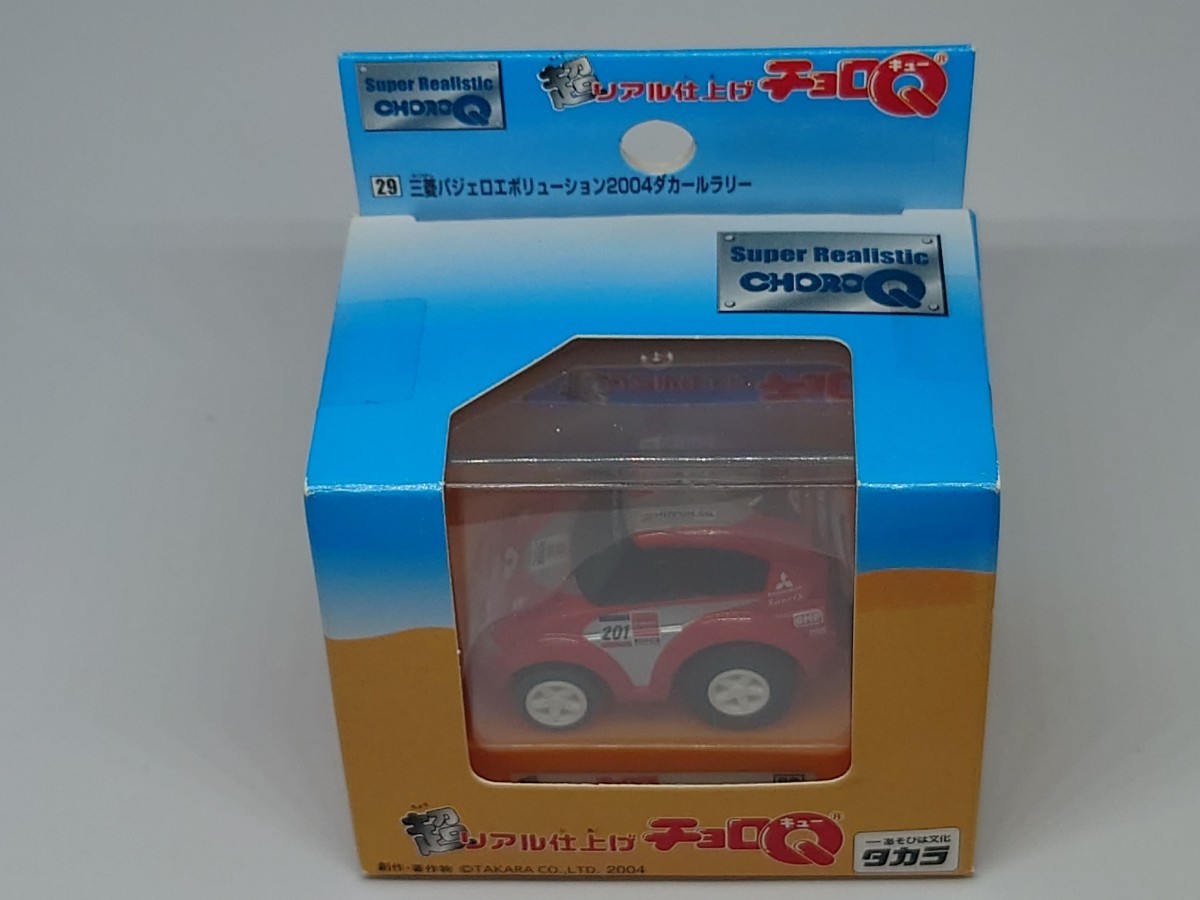 Super Realistic
CHORO Q
超リアル仕上げ チョロQ キュー ®
29 三菱パジェロエボリューション2004ダカールラリー
Super Realistic
CHORO Q
201
超リアル仕上げ チョロQ キュー ®
創作・著作物 ©TAKARA CO.,LTD. 2004
あそびは文化
タカラ